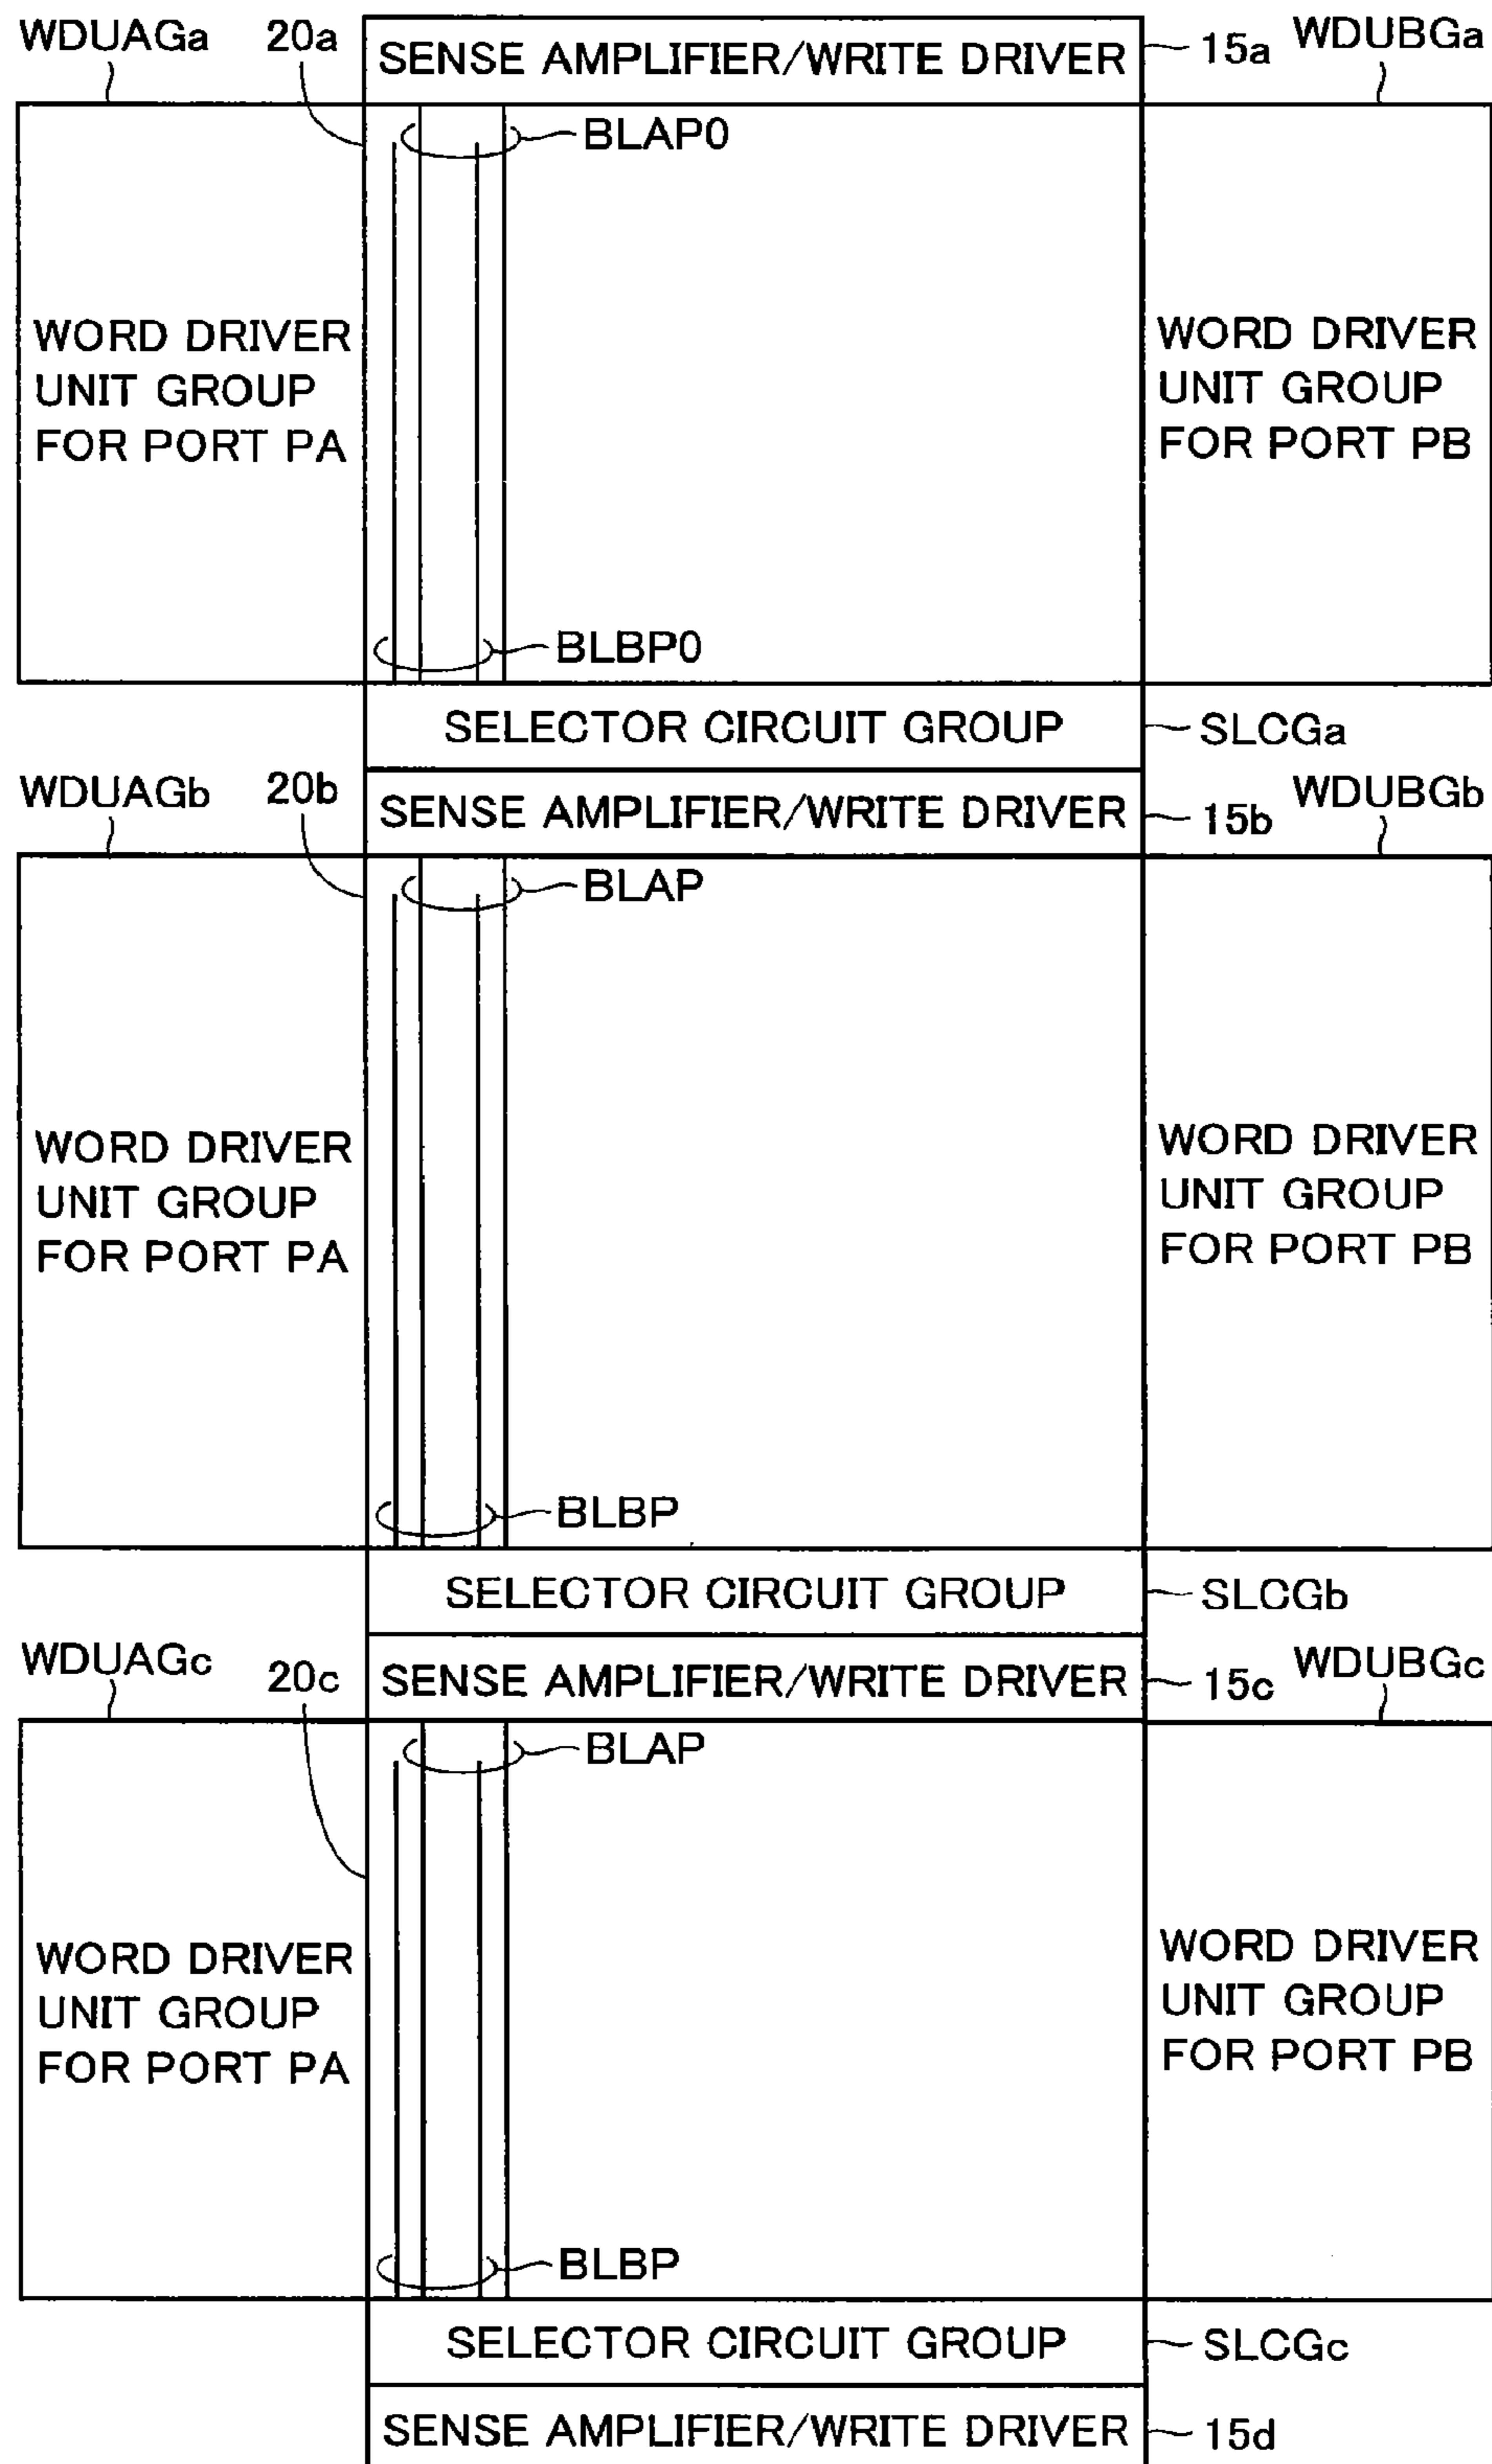 WDUAGa
20a
SENSE AMPLIFIER/WRITE DRIVER
15a
WDUBGa
BLAP0
WORD DRIVER
UNIT GROUP
FOR PORT PA
WORD DRIVER
UNIT GROUP
FOR PORT PB
BLBP0
SELECTOR CIRCUIT GROUP
SLCGa
WDUAGb
20b
SENSE AMPLIFIER/WRITE DRIVER
15b
WDUBGb
BLAP
WORD DRIVER
UNIT GROUP
FOR PORT PA
WORD DRIVER
UNIT GROUP
FOR PORT PB
BLBP
SELECTOR CIRCUIT GROUP
SLCGb
WDUAGc
20c
SENSE AMPLIFIER/WRITE DRIVER
15c
WDUBGc
BLAP
WORD DRIVER
UNIT GROUP
FOR PORT PA
WORD DRIVER
UNIT GROUP
FOR PORT PB
BLBP
SELECTOR CIRCUIT GROUP
SLCGc
SENSE AMPLIFIER/WRITE DRIVER
15d